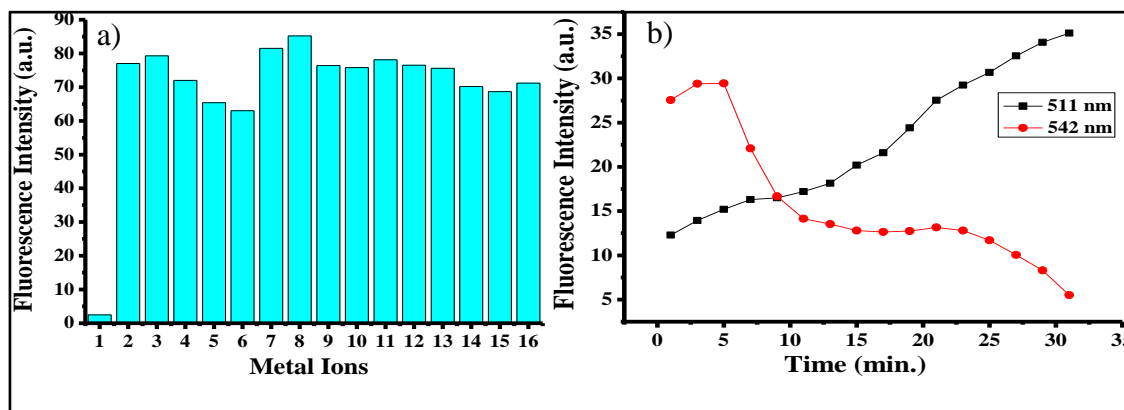 a)
Fluorescence Intensity (a.u.)
90
80
70
60
50
40
30
20
10
0
1 2 3 4 5 6 7 8 9 10 11 12 13 14 15 16
Metal Ions
b)
Fluorescence Intensity (a.u.)
35
30
25
20
15
10
5
511 nm
542 nm
0 5 10 15 20 25 30 35
Time (min.)